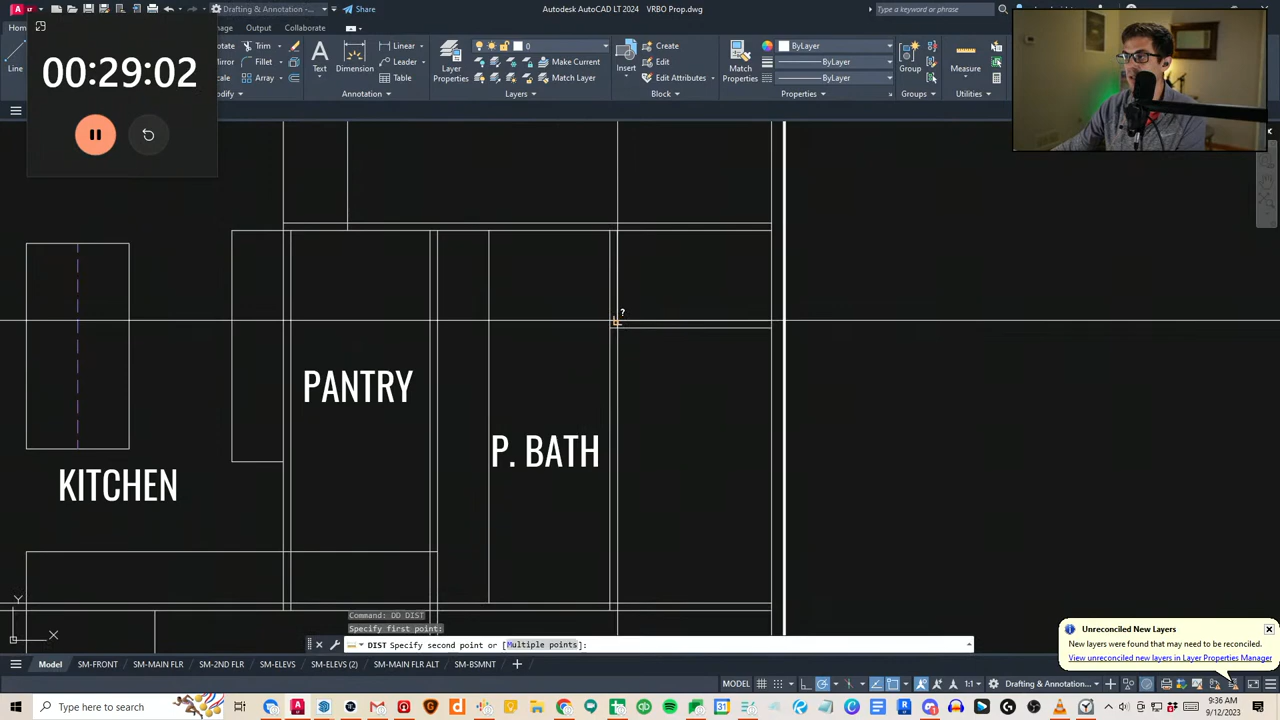 Drawing & Annotation
Autodesk AutoCAD LT 2024 VRBO Prop.dwg
Type a keyword or phrase
Output Collaborate
00:29:02
Line
Rotate Trim
Mirror Fillet
Array
Modify
Text
Dimension
Linear
Leader
Table
Annotation
Layer Properties
0
Make Current
Match Layer
Layers
Insert
Create
Edit
Edit Attributes
Block
Match Properties
ByLayer
ByLayer
ByLayer
Properties
Group
Groups
Measure
Utilities
?
PANTRY
P. BATH
KITCHEN
Y
X
Command: DD DIST
Specify first point:
DIST Specify second point or [Multiple points]:
Unreconciled New Layers
New layers were found that may need to be reconciled.
View unreconciled new layers in Layer Properties Manager
Model SM-FRONT SM-MAIN FLR SM-2ND FLR SM-ELEVS SM-ELEVS (2) SM-MAIN FLR ALT SM-BSMNT
MODEL 1:1 Drafting & Annotation
Type here to search
9:36 AM
9/12/2023